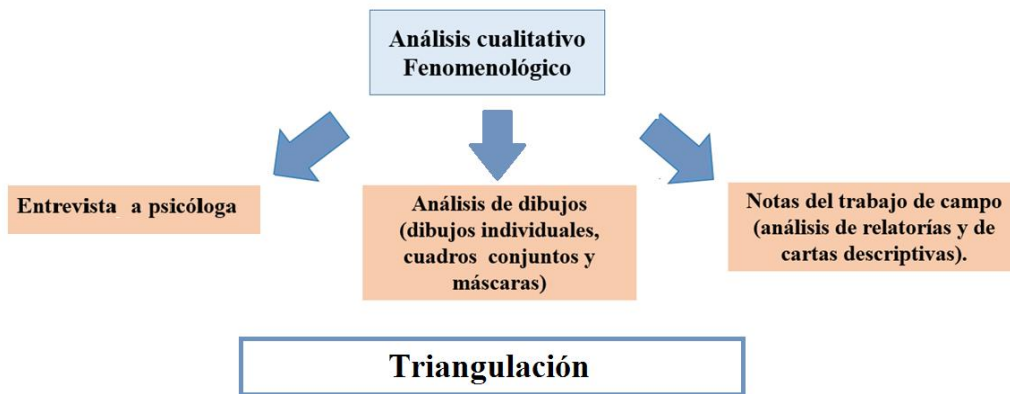 Análisis cualitativo
Fenomenológico
Entrevista a psicóloga
Análisis de dibujos
(dibujos individuales,
cuadros conjuntos y
máscaras)
Notas del trabajo de campo
(análisis de relatorías y de
cartas descriptivas).
Triangulación